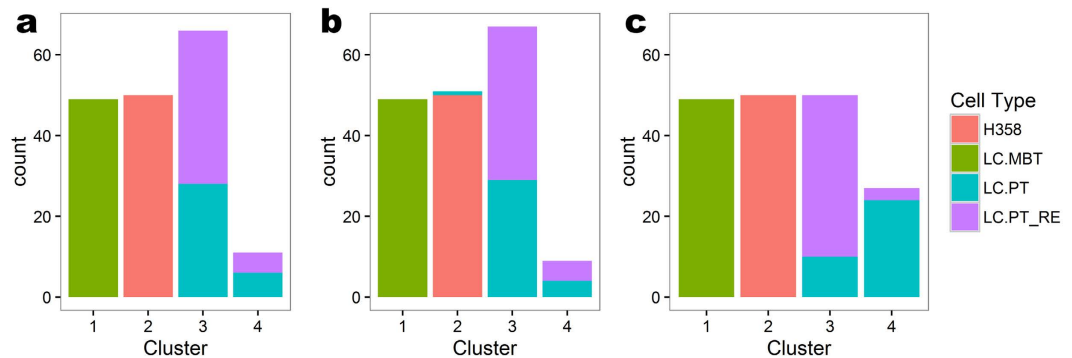 a
60
40
20
0
count
1 2 3 4
Cluster
b
60
40
20
0
count
1 2 3 4
Cluster
c
60
40
20
0
count
1 2 3 4
Cluster
Cell Type
H358
LC.MBT
LC.PT
LC.PT_RE